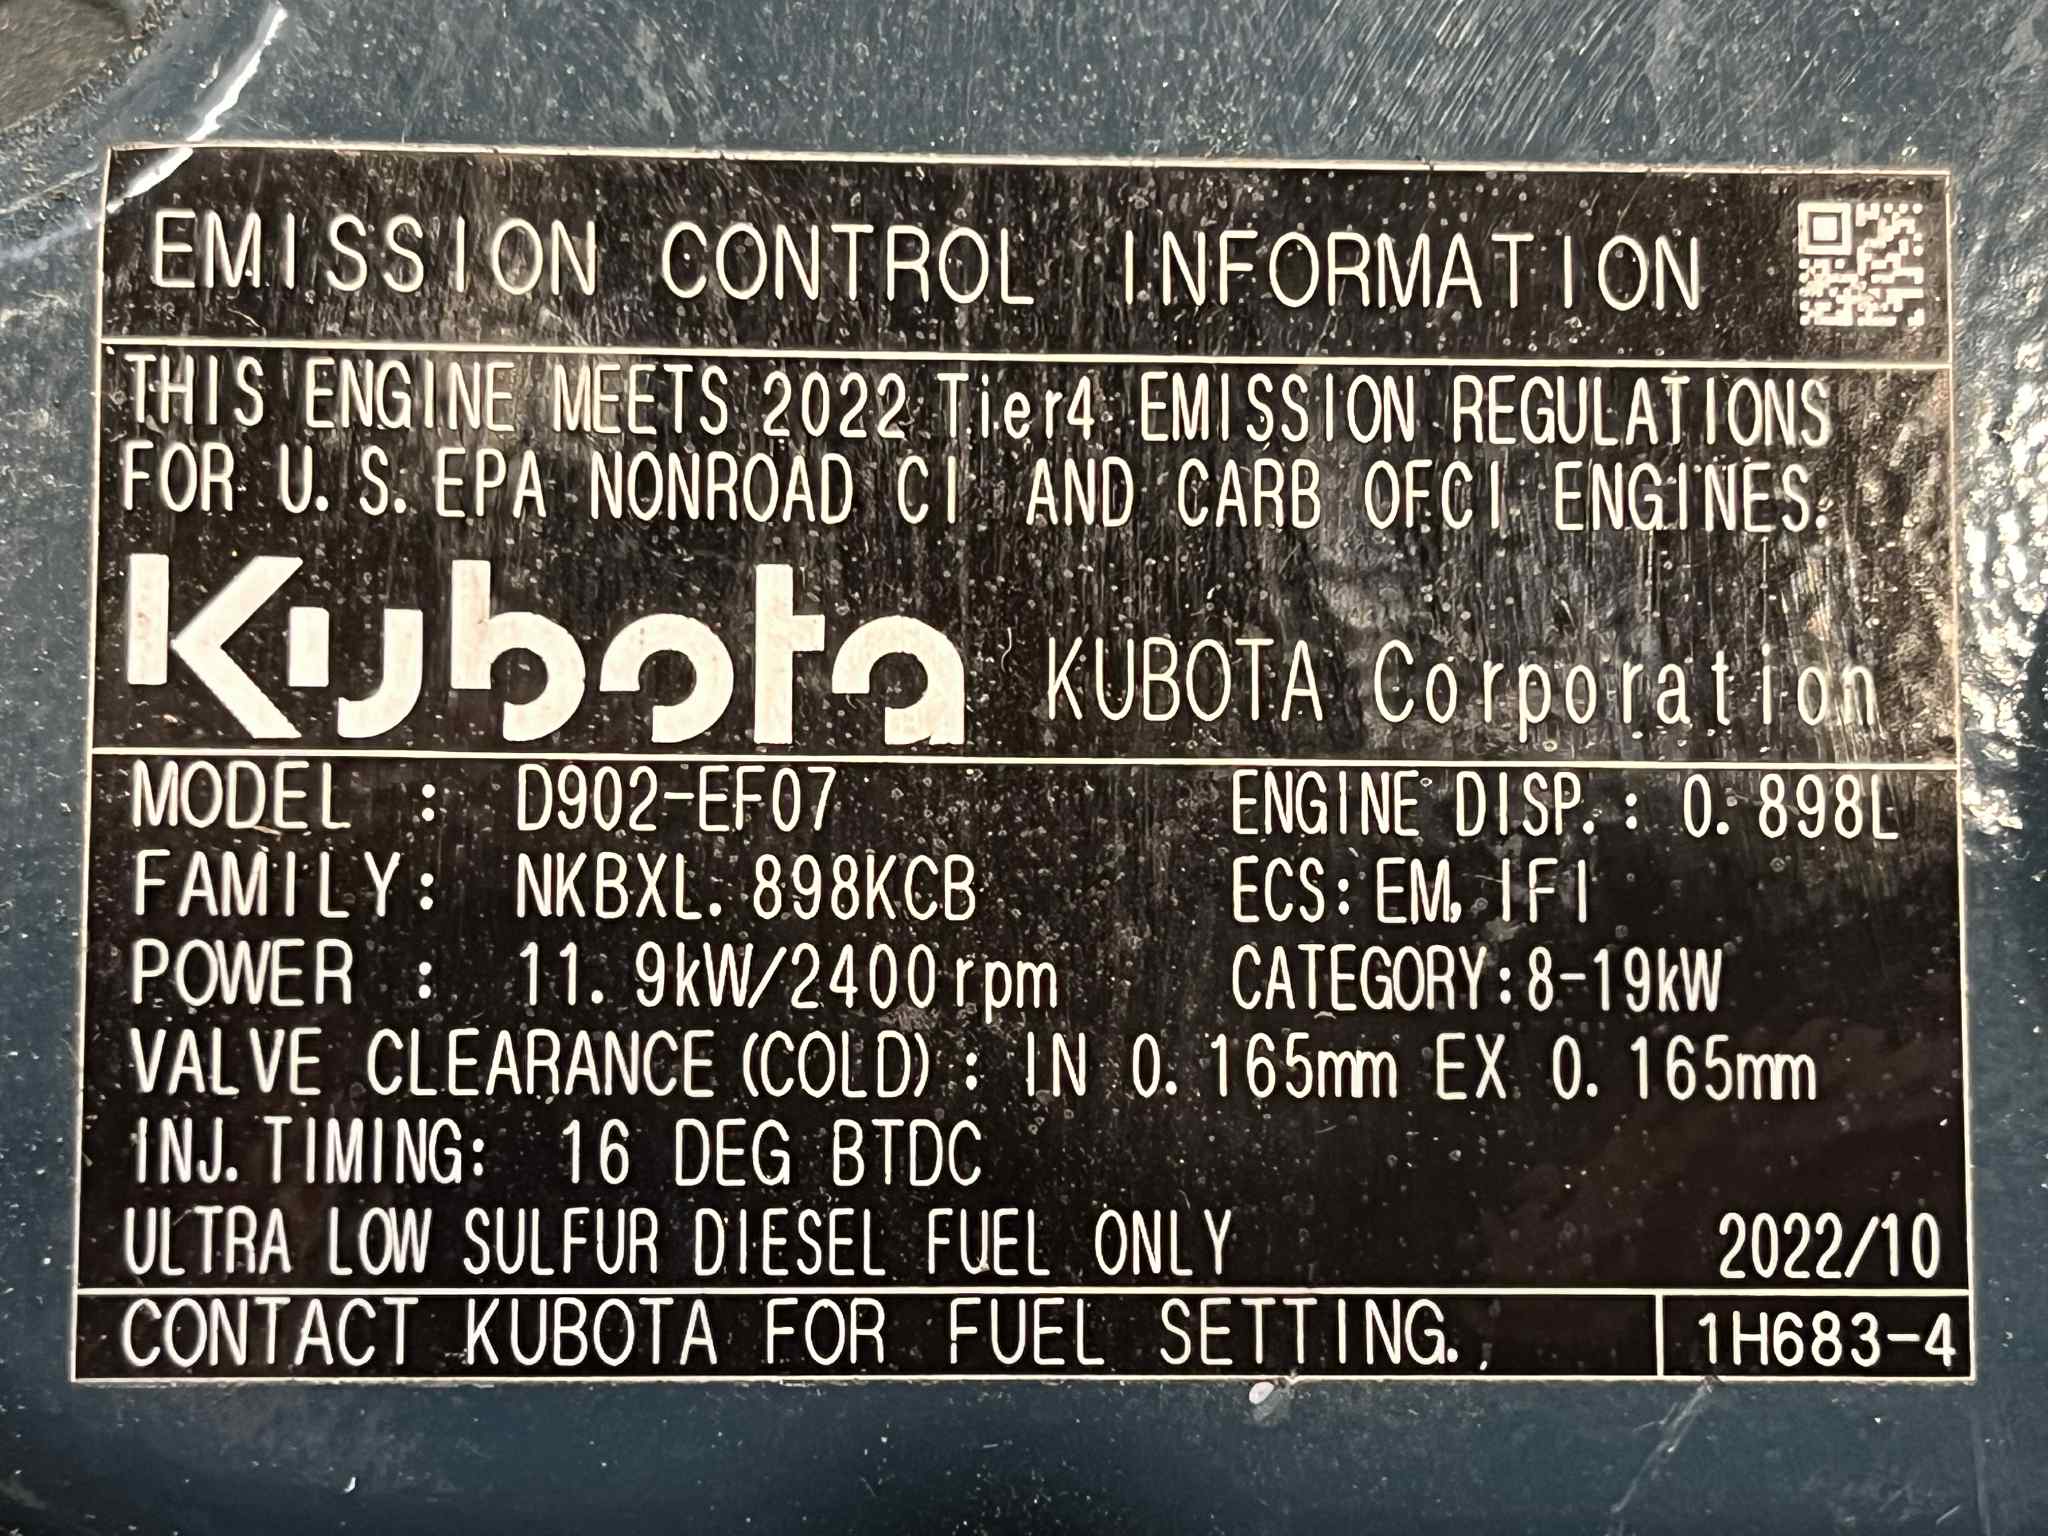 EMISSION CONTROL INFORMATION
THIS ENGINE MEETS 2022 Tier4 EMISSION REGULATIONS
FOR U.S. EPA NONROAD CI AND CARB OFCI ENGINES.
Kubota KUBOTA Corporation
MODEL : D902-EF07 ENGINE DISP.: 0.898L
FAMILY: NKBXL.898KCB ECS: EM, IFI
POWER : 11.9kW/2400rpm CATEGORY:8-19kW
VALVE CLEARANCE(COLD): IN 0.165mm EX 0.165mm
INJ.TIMING: 16 DEG BTDC
ULTRA LOW SULFUR DIESEL FUEL ONLY 2022/10
CONTACT KUBOTA FOR FUEL SETTING. 1H683-4